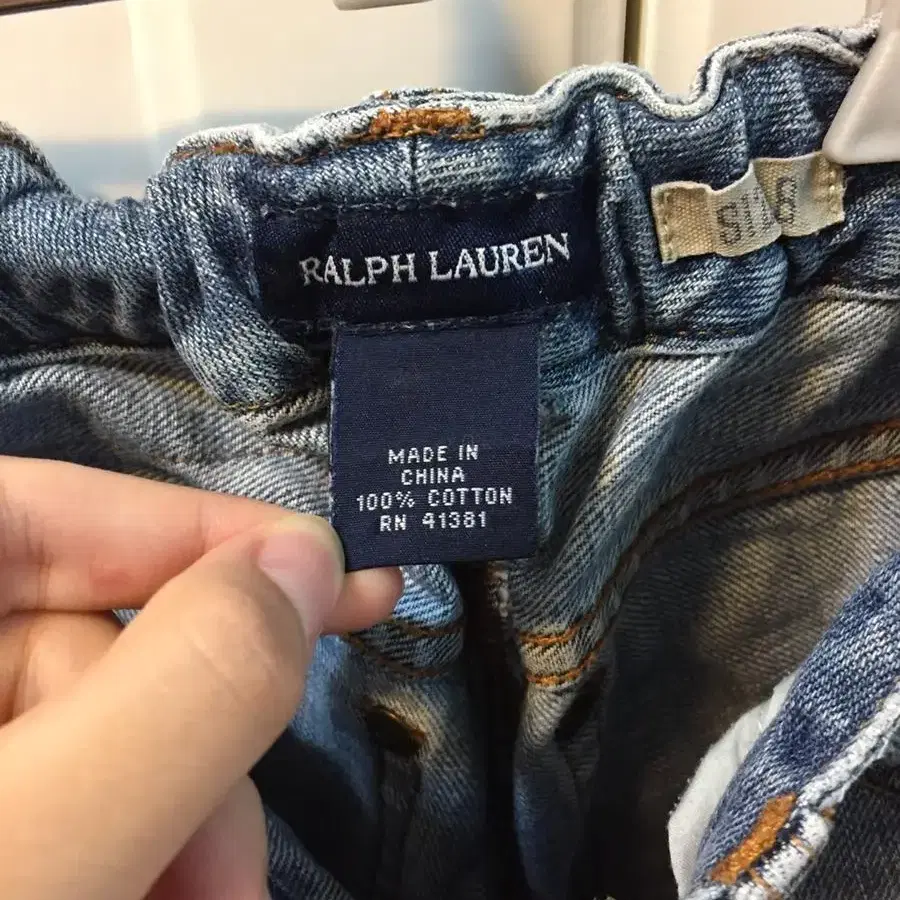 RALPH LAUREN
MADE IN
CHINA
100% COTTON
RN 41381